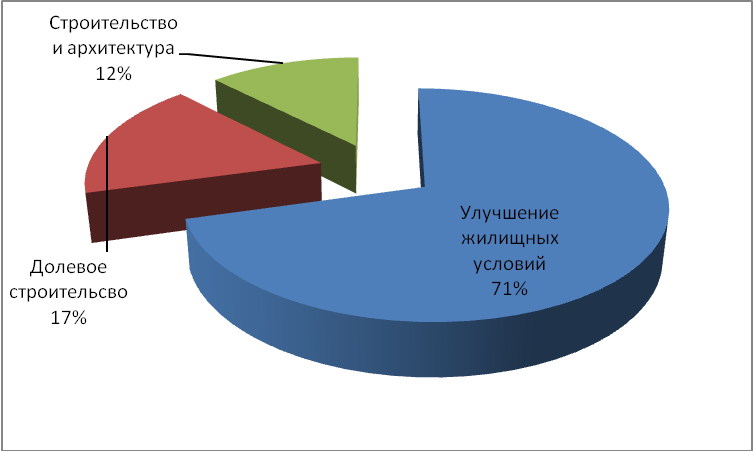 Строительство
и архитектура
12%
Улучшение
жилищных
условий
71%
Долевое
строительсво
17%